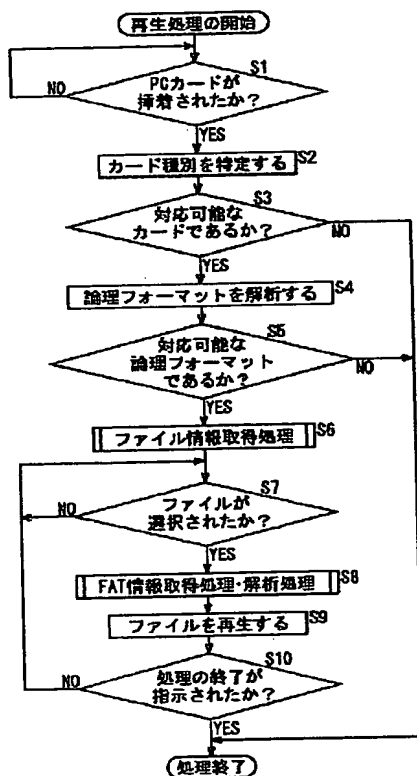 再生処理の開始
S1
PCカードが
挿着されたか？
NO
YES
S2
カード種別を特定する
S3
対応可能な
カードであるか？
NO
YES
論理フォーマットを解析する
S4
S5
対応可能な
論理フォーマット
であるか？
NO
YES
ファイル情報取得処理
S6
S7
ファイルが
選択されたか？
NO
YES
FAT情報取得処理・解析処理
S8
ファイルを再生する
S9
S10
処理の終了が
指示されたか？
NO
YES
処理終了